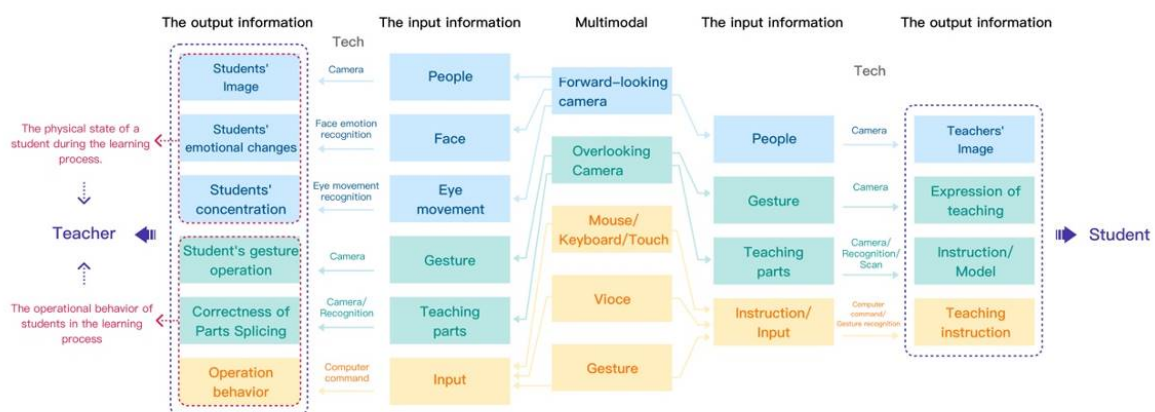 The output information
The input information
Multimodal
The input information
The output information
Tech
Tech
Students'
Image
Camera
People
Forward-looking
camera
The physical state of a
student during the learning
process.
Students'
emotional changes
Face emotion
recognition
Face
People
Camera
Teachers'
Image
Overlooking
Camera
Students'
concentration
Eye movement
recognition
Eye
movement
Gesture
Camera
Expression of
teaching
Teacher
Mouse/
Keyboard/Touch
Student
Student's gesture
operation
Camera
Gesture
Teaching
parts
Camera/
Recognition/
Scan
Instruction/
Model
The operational behavior of
students in the learning
process
Correctness of
Parts Splicing
Camera/
Recognition
Teaching
parts
Vioce
Instruction/
Input
Computer
command/
Gesture recognition
Teaching
instruction
Operation
behavior
Computer
command
Input
Gesture